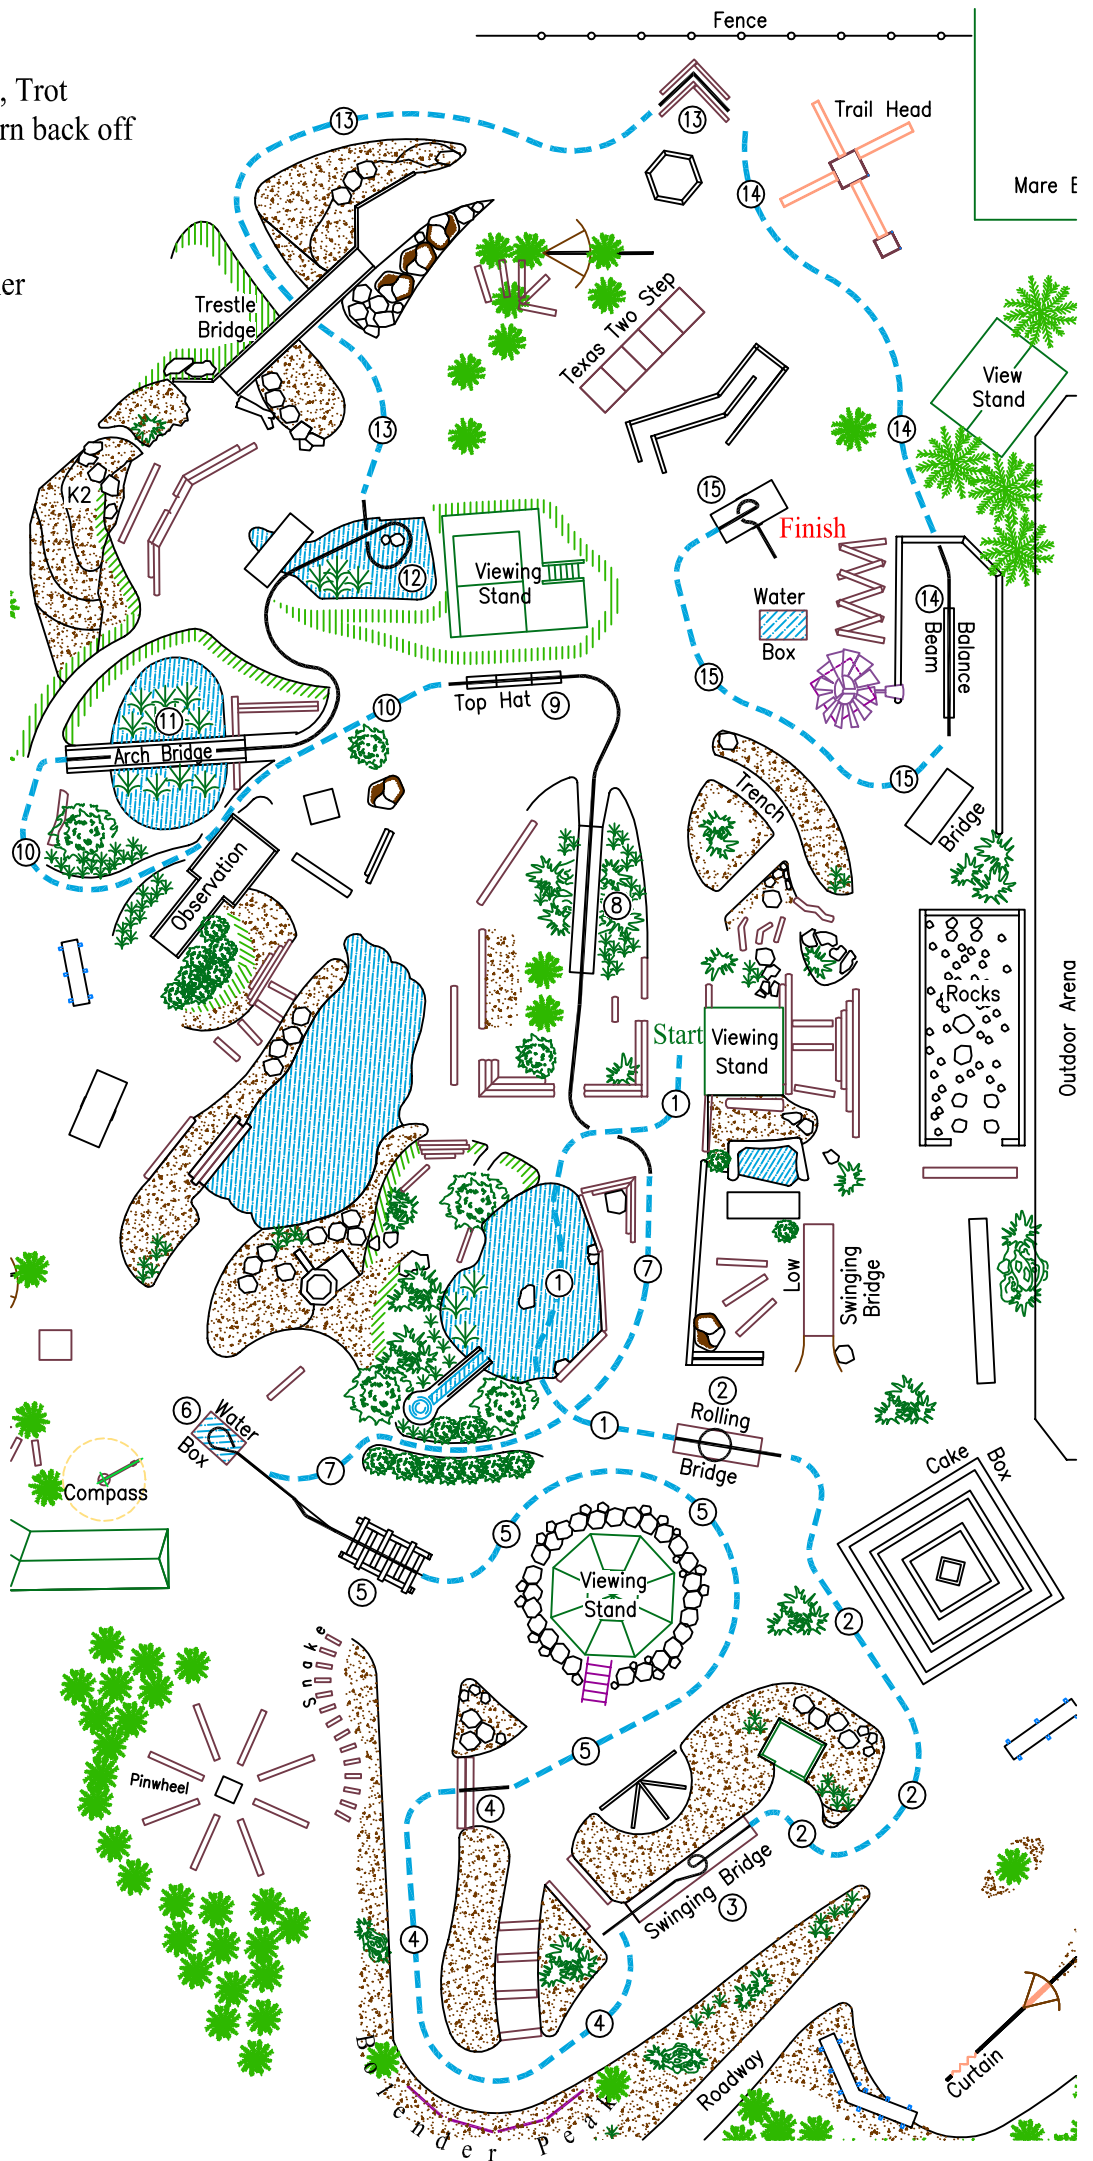 Fence
, Trot
rn back off
13
13
Trail Head
14
Mare E
er
Trestle
Bridge
Texas Two Step
View
Stand
13
14
K2
15
Finish
12
Viewing
Stand
Water
Box
14
Balance
Beam
15
Top Hat
9
10
11
Arch Bridge
15
Trench
Bridge
10
Observation
8
Rocks
Outdoor Arena
Start
Viewing
Stand
1
7
1
Low
Swinging
Bridge
2
Rolling
Bridge
1
6
Water
Box
7
Cake
Box
Compass
5
5
5
Viewing
Stand
2
Snake
5
Pinwheel
4
2
2
Swinging Bridge
3
4
4
Bolender Peak
Roadway
Curtain